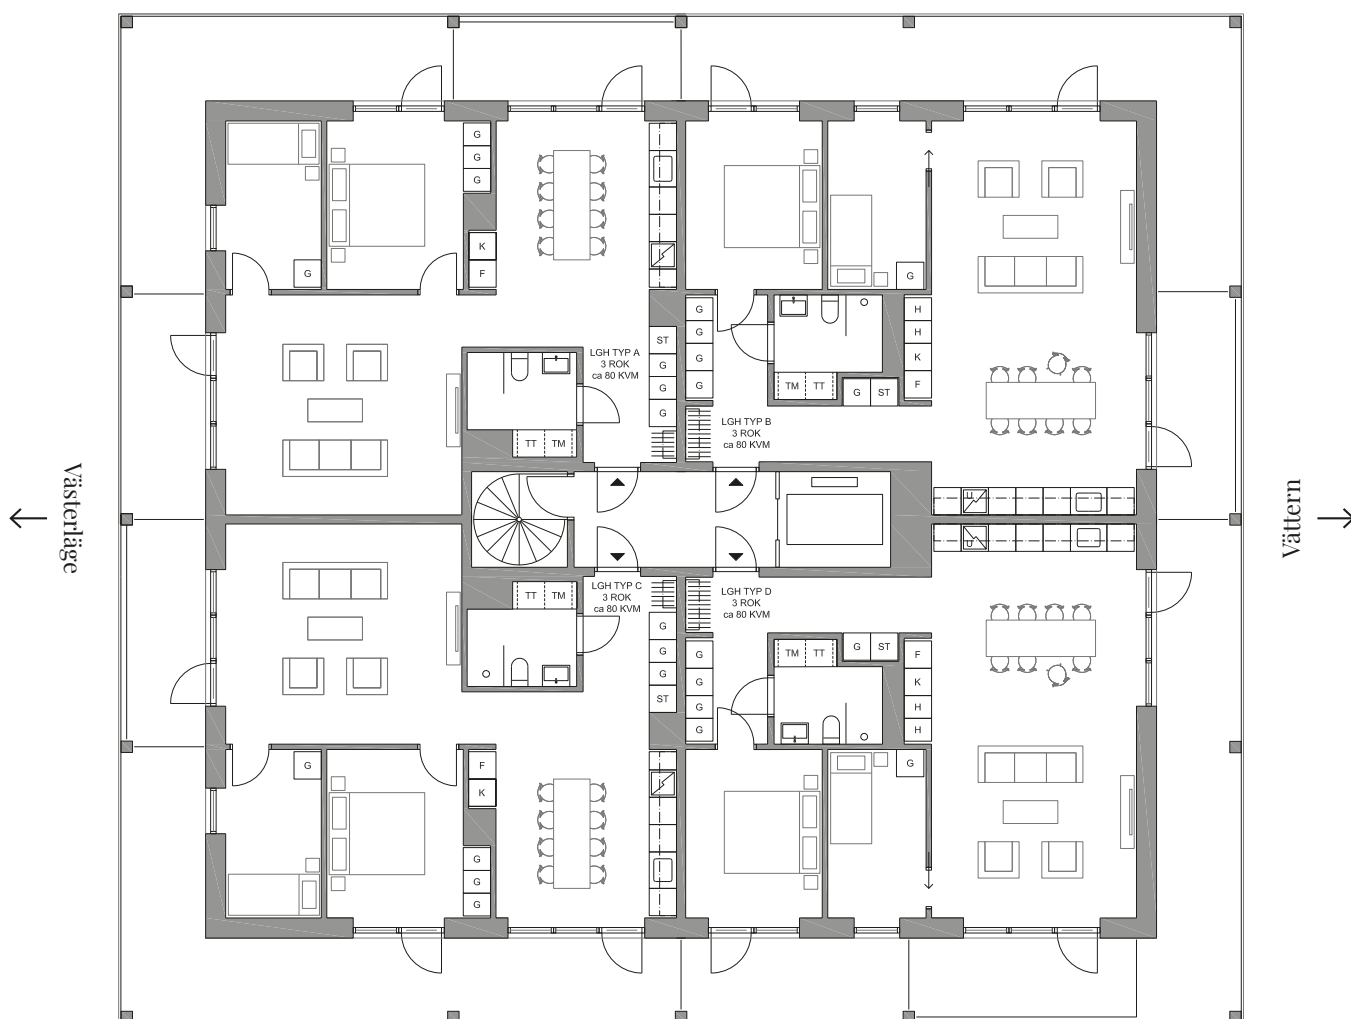 G
G
G
K
F
G
ST
G
G
G
LGH TYP A
3 ROK
ca 80 KVM
TT
TM
G
G
G
G
G
H
H
K
F
TM
TT
G
ST
LGH TYP B
3 ROK
ca 80 KVM
Västerläge
Vättern
TT
TM
LGH TYP C
3 ROK
ca 80 KVM
G
G
G
ST
G
F
K
G
G
G
LGH TYP D
3 ROK
ca 80 KVM
TM
TT
G
ST
G
G
G
G
F
K
H
H
G
U
U